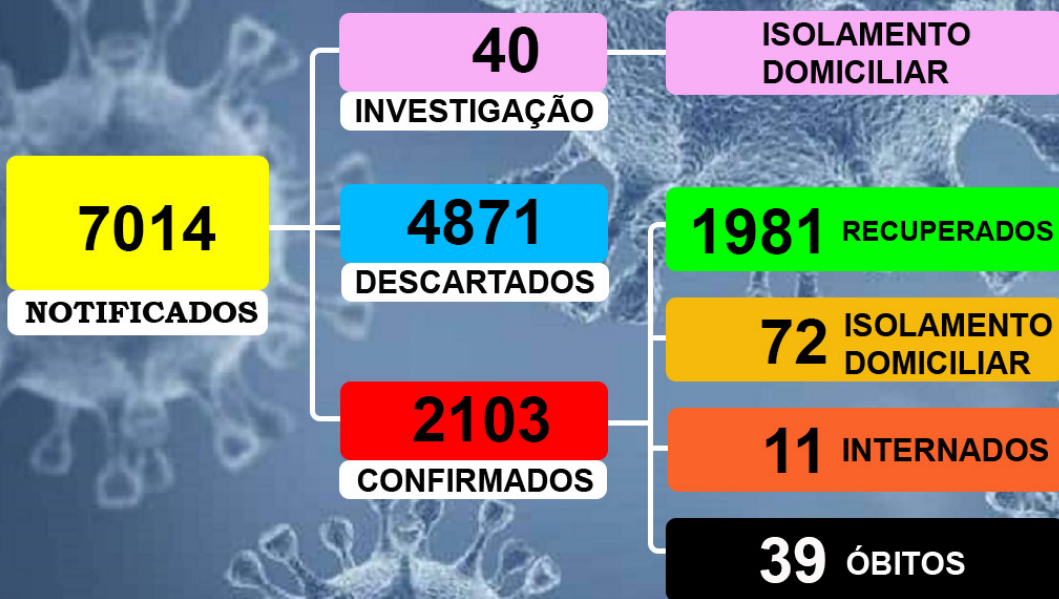 7014
NOTIFICADOS
40
INVESTIGAÇÃO
ISOLAMENTO
DOMICILIAR
4871
DESCARTADOS
2103
CONFIRMADOS
1981 RECUPERADOS
72 ISOLAMENTO
DOMICILIAR
11 INTERNADOS
39 ÓBITOS